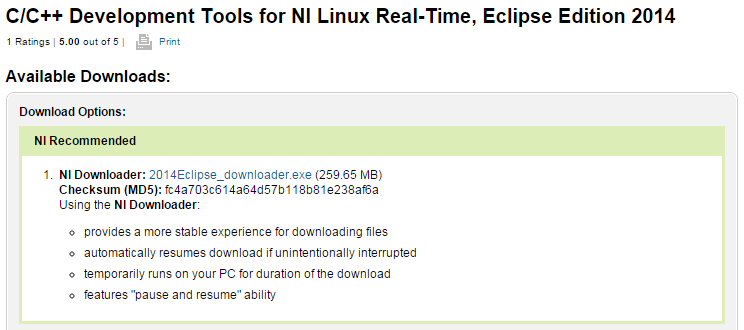 C/C++ Development Tools for NI Linux Real-Time, Eclipse Edition 2014
1 Ratings | 5.00 out of 5 | Print
Available Downloads:
Download Options:
NI Recommended
1. NI Downloader: 2014Eclipse_downloader.exe (259.65 MB)
Checksum (MD5): fc4a703c614a64d57b118b81e238af6a
Using the NI Downloader:
provides a more stable experience for downloading files
automatically resumes download if unintentionally interrupted
temporarily runs on your PC for duration of the download
features "pause and resume" ability